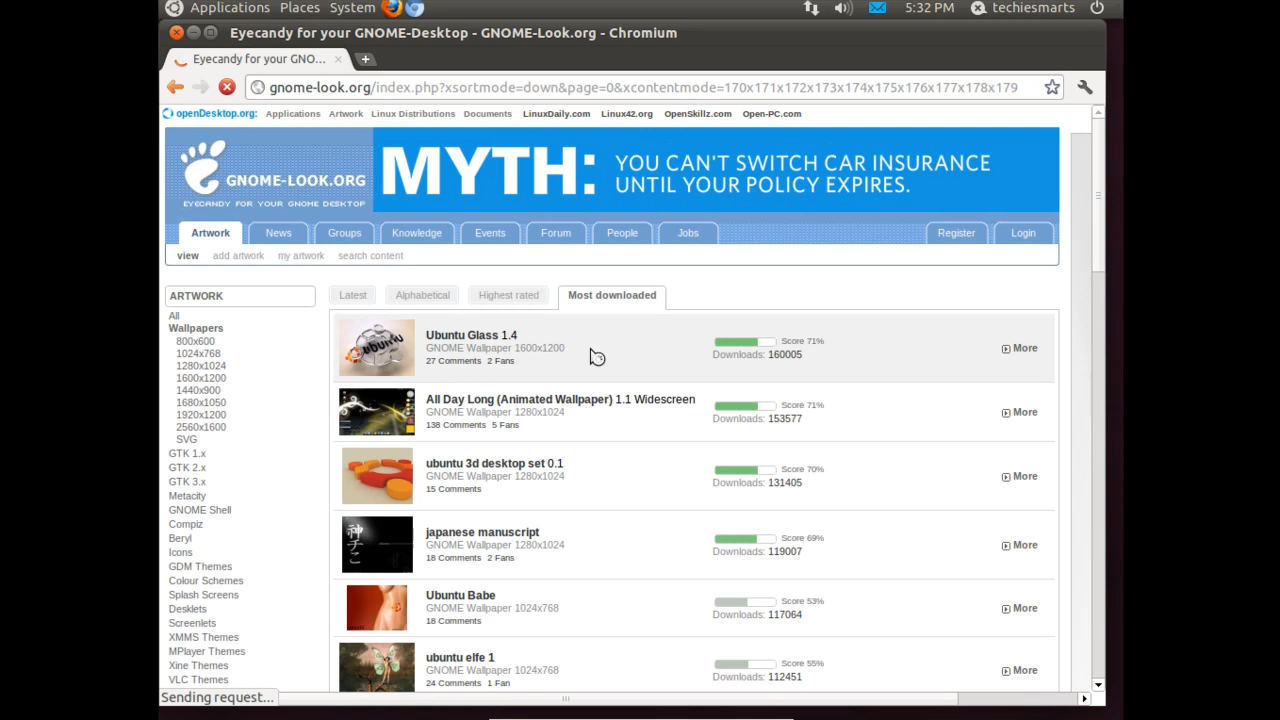 Applications Places System 5:32 PM techiesmarts
Eyecandy for your GNOME-Desktop - GNOME-Look.org - Chromium
Eyecandy for your GNO...
gnome-look.org/index.php?xsortmode=down&page=0&xcontentmode=170x171x172x173x174x175x176x177x178x179
openDesktop.org: Applications Artwork Linux Distributions Documents LinuxDaily.com Linux42.org OpenSkillz.com Open-PC.com
GNOME-LOOK.ORG
EYECANDY FOR YOUR GNOME DESKTOP
MYTH: YOU CAN'T SWITCH CAR INSURANCE
UNTIL YOUR POLICY EXPIRES.
Artwork News Groups Knowledge Events Forum People Jobs Register Login
view add artwork my artwork search content
ARTWORK
All
Wallpapers
800x600
1024x768
1280x1024
1600x1200
1440x900
1680x1050
1920x1200
2560x1600
SVG
GTK 1.x
GTK 2.x
GTK 3.x
Metacity
GNOME Shell
Compiz
Beryl
Icons
GDM Themes
Colour Schemes
Splash Screens
Desklets
Screenlets
XMMS Themes
MPlayer Themes
Xine Themes
VLC Themes
Latest Alphabetical Highest rated Most downloaded
Ubuntu Glass 1.4
GNOME Wallpaper 1600x1200
27 Comments 2 Fans
Score 71%
Downloads: 160005
More
All Day Long (Animated Wallpaper) 1.1 Widescreen
GNOME Wallpaper 1280x1024
138 Comments 5 Fans
Score 71%
Downloads: 153577
More
ubuntu 3d desktop set 0.1
GNOME Wallpaper 1280x1024
15 Comments
Score 70%
Downloads: 131405
More
japanese manuscript
GNOME Wallpaper 1280x1024
18 Comments 2 Fans
Score 69%
Downloads: 119007
More
Ubuntu Babe
GNOME Wallpaper 1024x768
18 Comments
Score 53%
Downloads: 117064
More
ubuntu elfe 1
GNOME Wallpaper 1024x768
24 Comments 1 Fan
Score 55%
Downloads: 112451
More
Sending request...